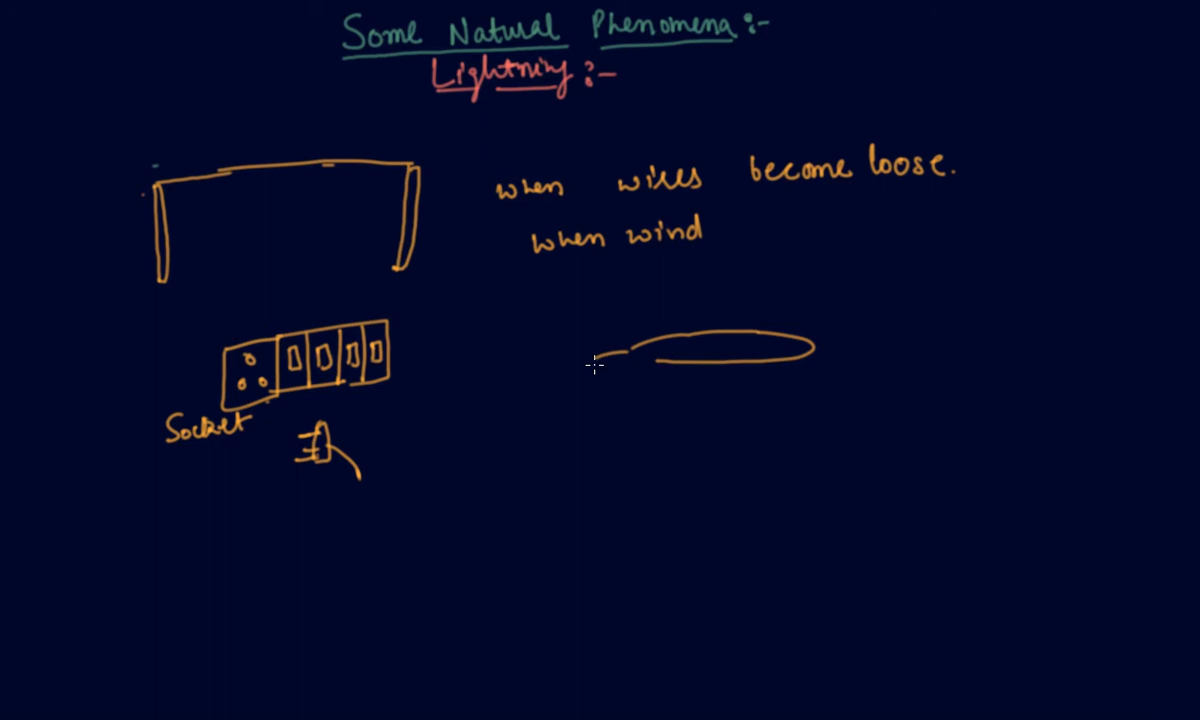 Some Natural Phenomena:-
Lightning:-
when wires become loose.
when wind
Socket